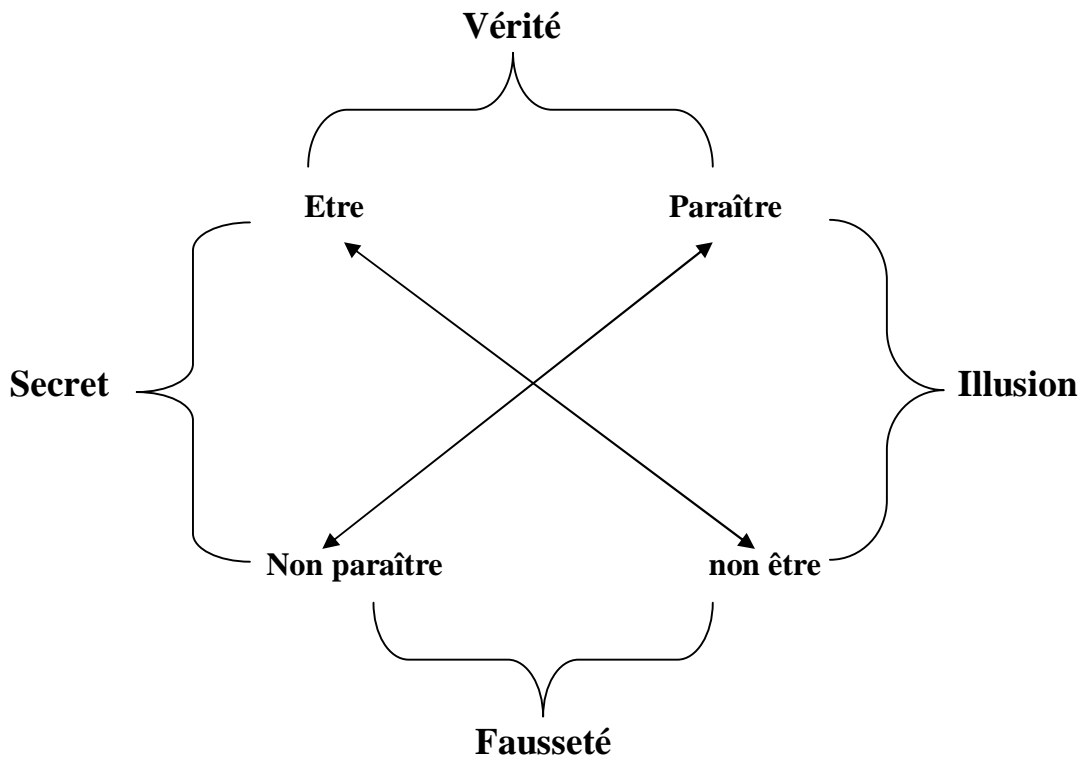 Vérité
Etre Paraître
Secret Illusion
Non paraître non être
Fausseté